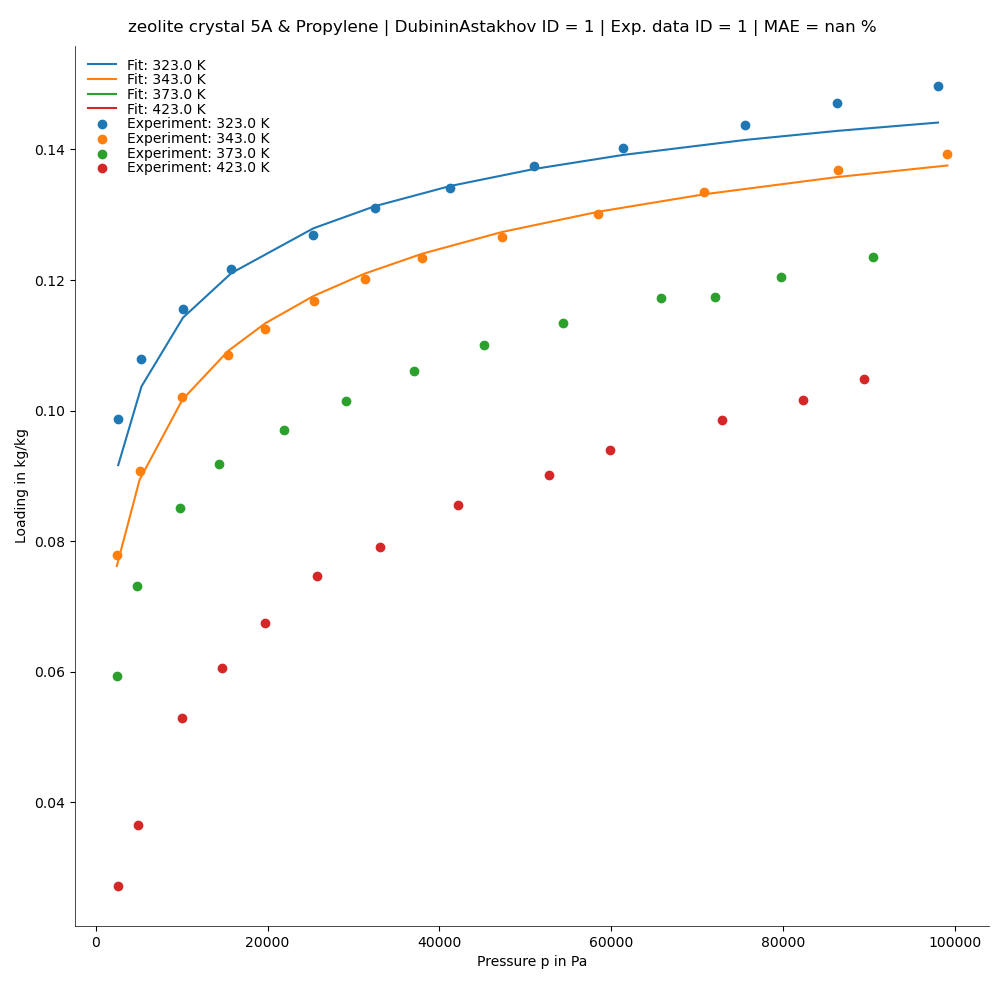 zeolite crystal 5A & Propylene | DubininAstakhov ID = 1 | Exp. data ID = 1 | MAE = nan %
Fit: 323.0 K
Fit: 343.0 K
Fit: 373.0 K
Fit: 423.0 K
Experiment: 323.0 K
Experiment: 343.0 K
Experiment: 373.0 K
Experiment: 423.0 K
0.14
0.12
0.10
0.08
0.06
0.04
Loading in kg/kg
0 20000 40000 60000 80000 100000
Pressure p in Pa